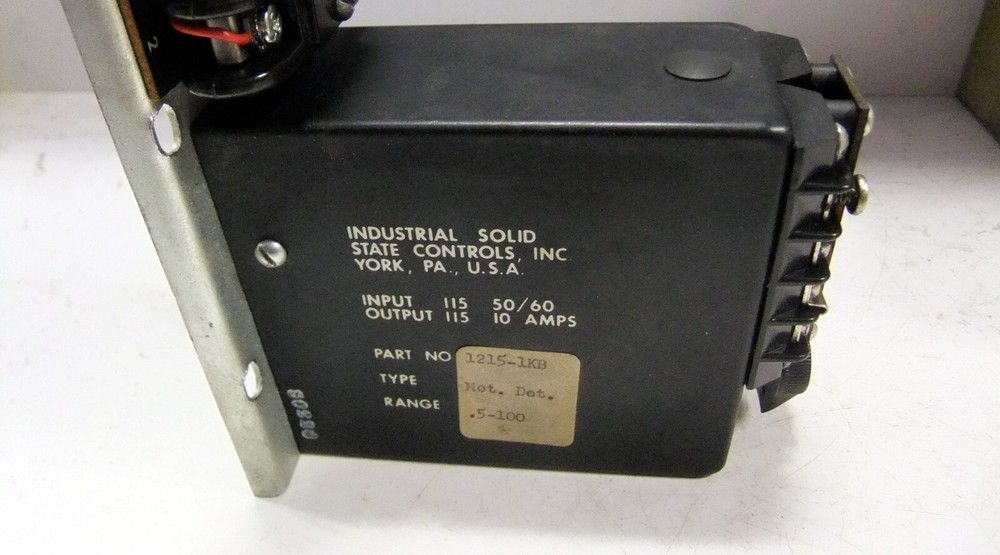 2
INDUSTRIAL SOLID
STATE CONTROLS, INC
YORK, PA., U.S.A.
INPUT 115 50/60
OUTPUT 115 10 AMPS
PART NO 1215-1KB
TYPE Mot. Det.
RANGE .5-100